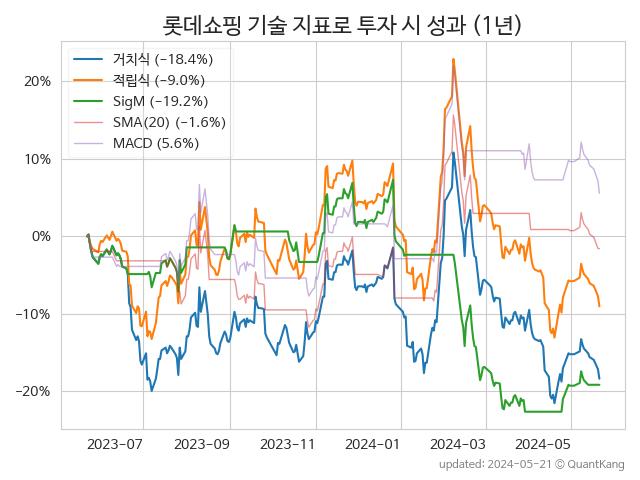 롯데쇼핑 기술 지표로 투자 시 성과 (1년)
거치식 (−18.4%)
적립식 (−9.0%)
SigM (−19.2%)
SMA(20) (−1.6%)
MACD (5.6%)
20%
10%
0%
−10%
−20%
2023−07
2023−09
2023−11
2024−01
2024−03
2024−05
updated: 2024−05−21 © QuantKang